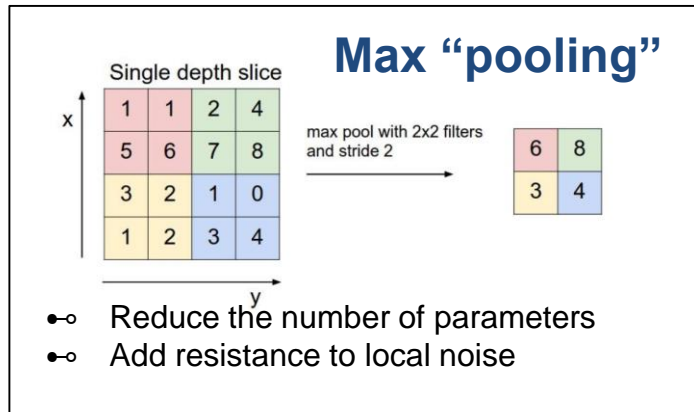 Max “pooling”
Single depth slice
x
1 1 2 4
5 6 7 8
3 2 1 0
1 2 3 4
y
max pool with 2x2 filters
and stride 2
6 8
3 4
Reduce the number of parameters
Add resistance to local noise